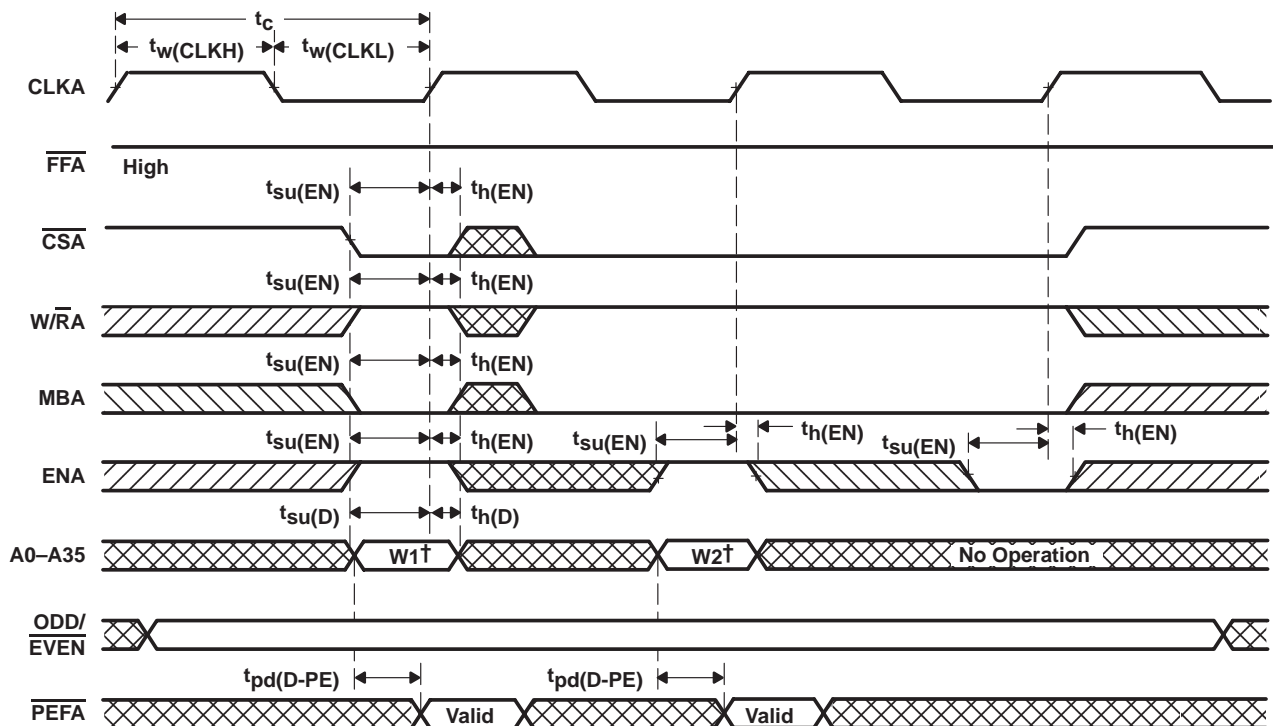 tc
tw(CLKH) tw(CLKL)
CLKA
FFA High
tsu(EN) th(EN)
CSA
tsu(EN) th(EN)
W/RA
tsu(EN) th(EN)
MBA
tsu(EN) th(EN) tsu(EN) th(EN) tsu(EN) th(EN)
ENA
tsu(D) th(D)
A0–A35 W1† W2† No Operation
ODD/
EVEN
tpd(D-PE) tpd(D-PE)
PEFA Valid Valid